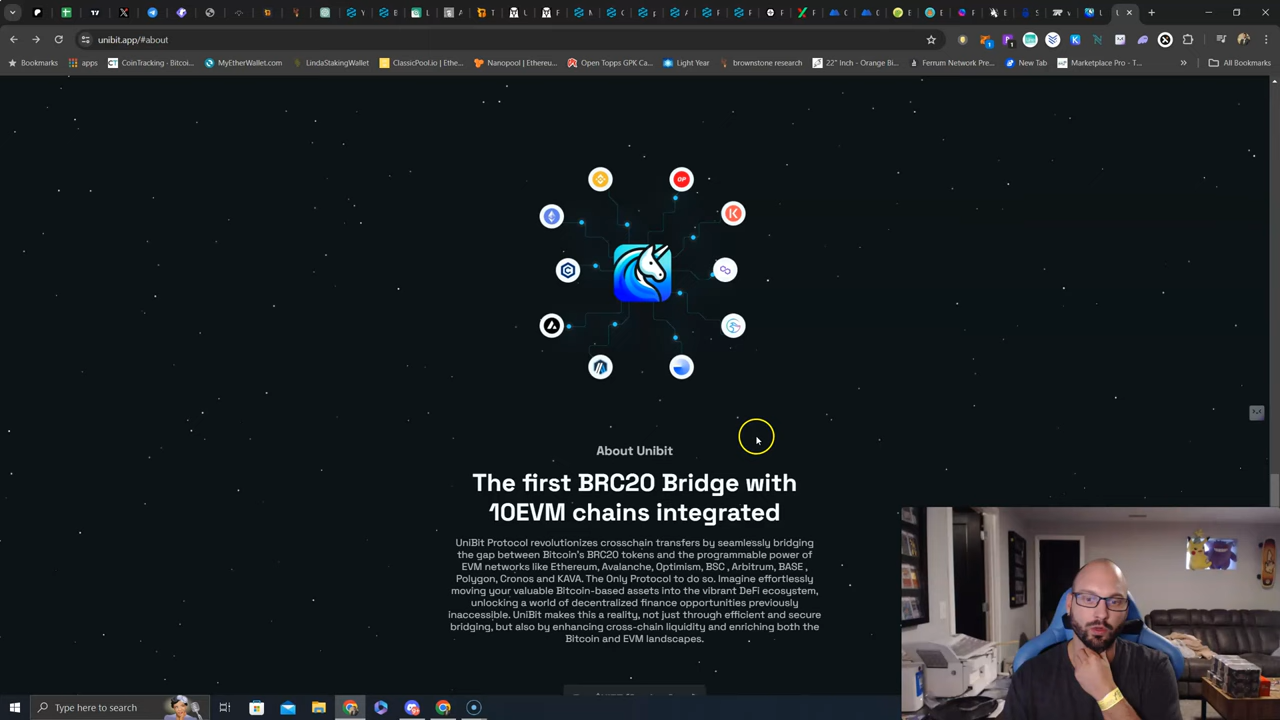 unibit.app/#about
Bookmarks
apps
CoinTracking - Bitcoi...
MyEtherWallet.com
LindaStakingWallet
ClassicPool.io | Ethe...
Nanopool | Ethereu...
Open Topps GPK Ca...
Light Year
brownstone research
22" Inch - Orange Bi...
Ferrum Network Pre...
New Tab
Marketplace Pro - T...
All Bookmarks
OP
About Unibit
The first BRC20 Bridge with
10EVM chains integrated
UniBit Protocol revolutionizes crosschain transfers by seamlessly bridging
the gap between Bitcoin's BRC20 tokens and the programmable power of
EVM networks like Ethereum, Avalanche, Optimism, BSC , Arbitrum, BASE ,
Polygon, Cronos and KAVA. The Only Protocol to do so. Imagine effortlessly
moving your valuable Bitcoin-based assets into the vibrant DeFi ecosystem,
unlocking a world of decentralized finance opportunities previously
inaccessible. UniBit makes this a reality, not just through efficient and secure
bridging, but also by enhancing cross-chain liquidity and enriching both the
Bitcoin and EVM landscapes.
Type here to search